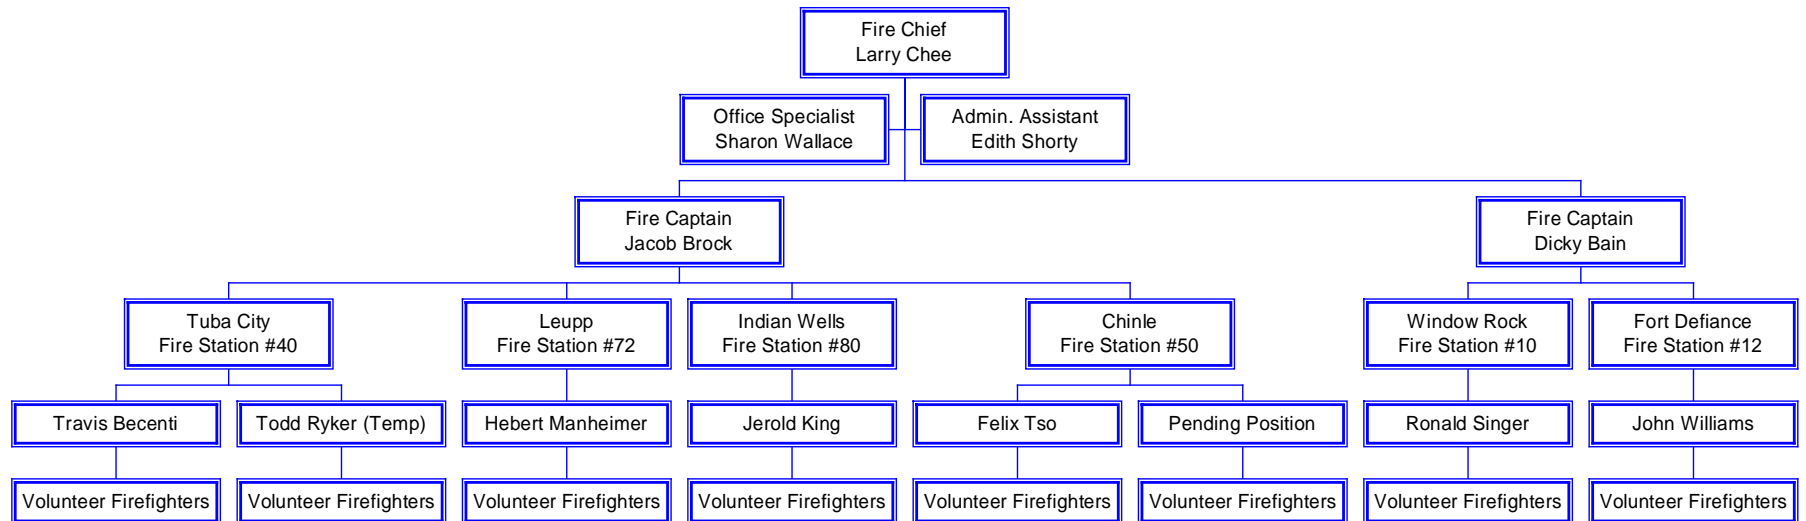 Fire Chief
Larry Chee
Office Specialist
Sharon Wallace
Admin. Assistant
Edith Shorty
Fire Captain
Jacob Brock
Fire Captain
Dicky Bain
Tuba City
Fire Station #40
Leupp
Fire Station #72
Indian Wells
Fire Station #80
Chinle
Fire Station #50
Window Rock
Fire Station #10
Fort Defiance
Fire Station #12
Travis Becenti
Todd Ryker (Temp)
Hebert Manheimer
Jerold King
Felix Tso
Pending Position
Ronald Singer
John Williams
Volunteer Firefighters
Volunteer Firefighters
Volunteer Firefighters
Volunteer Firefighters
Volunteer Firefighters
Volunteer Firefighters
Volunteer Firefighters
Volunteer Firefighters